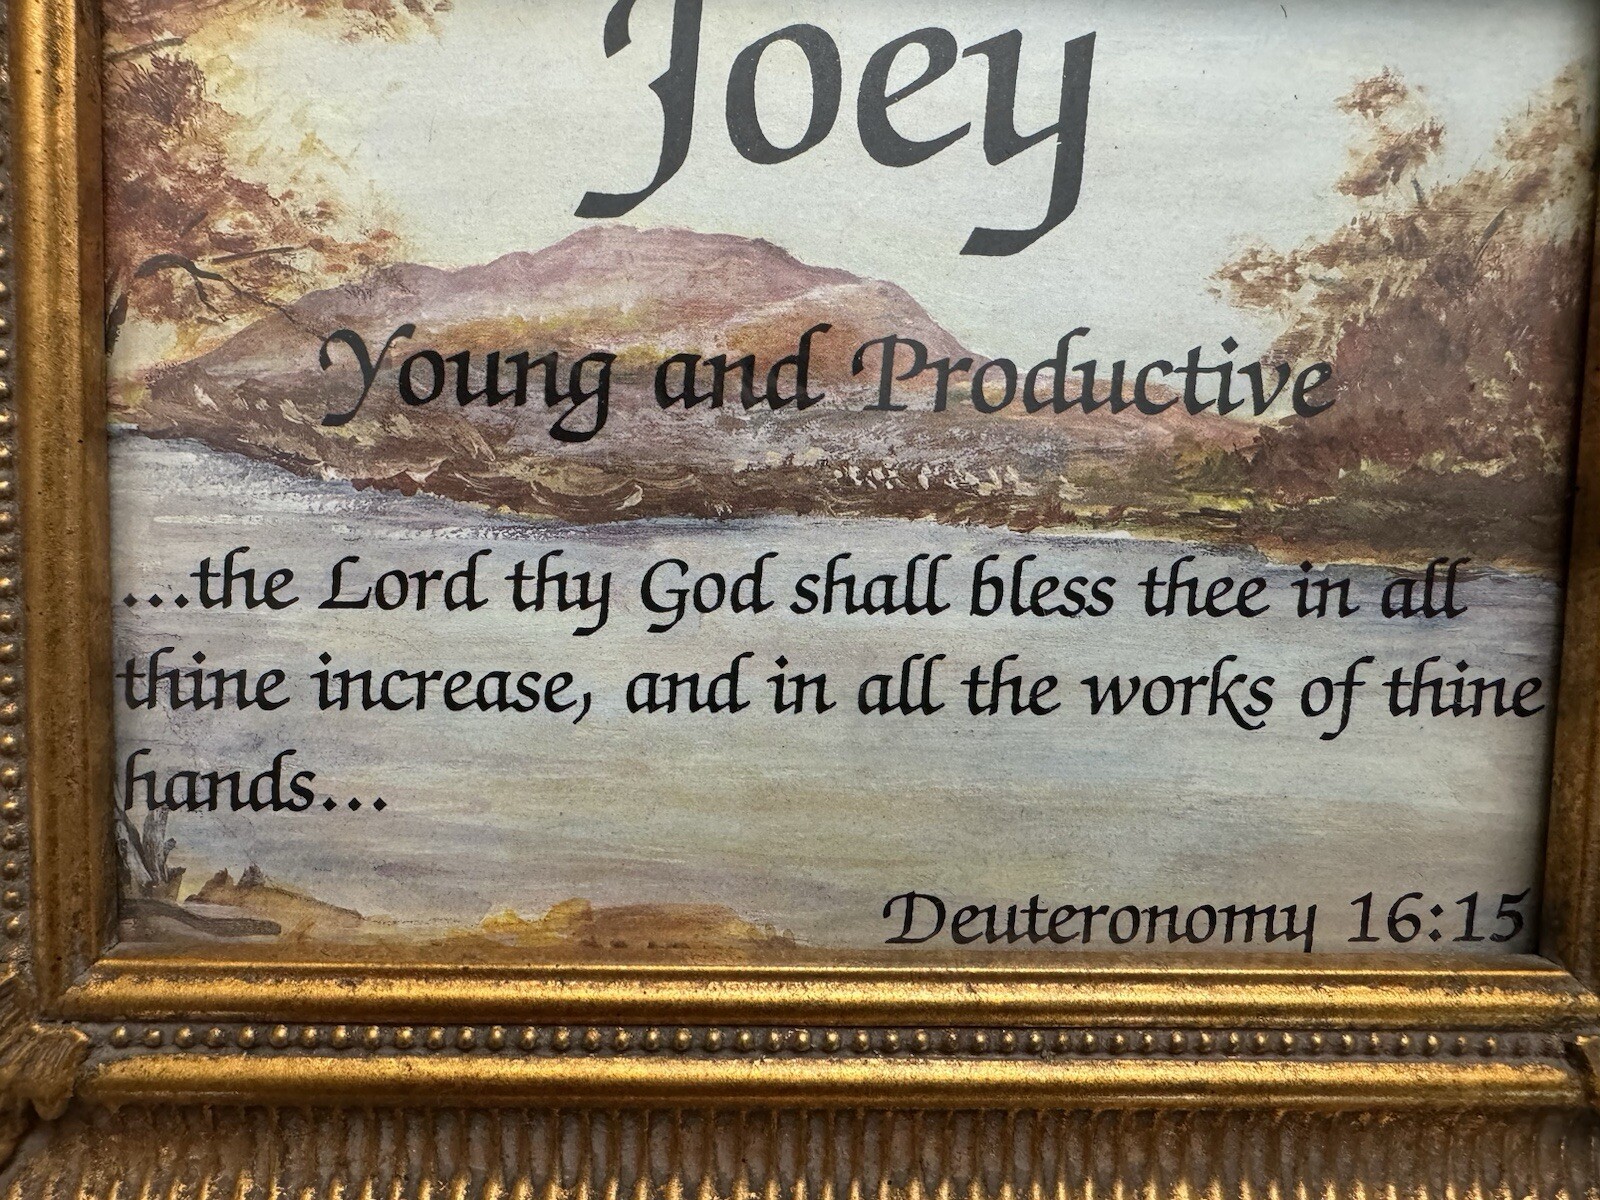 Joey
Young and Productive
...the Lord thy God shall bless thee in all
thine increase, and in all the works of thine
hands...
Deuteronomy 16:15